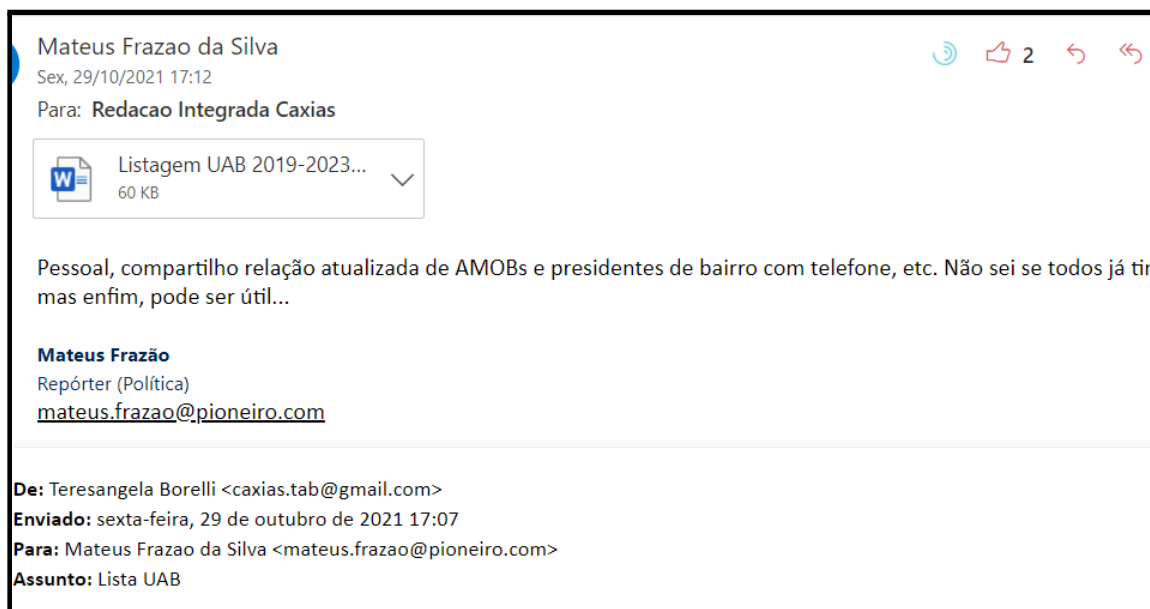 Mateus Frazao da Silva
2
Sex, 29/10/2021 17:12
Para: Redacao Integrada Caxias
Listagem UAB 2019-2023...
60 KB
Pessoal, compartilho relação atualizada de AMOBs e presidentes de bairro com telefone, etc. Não sei se todos já
mas enfim, pode ser útil...
Mateus Frazão
Repórter (Política)
mateus.frazao@pioneiro.com
De: Teresangela Borelli <caxias.tab@gmail.com>
Enviado: sexta-feira, 29 de outubro de 2021 17:07
Para: Mateus Frazao da Silva <mateus.frazao@pioneiro.com>
Assunto: Lista UAB